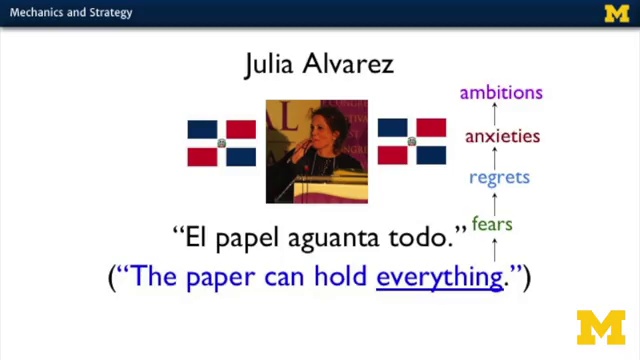 Mechanics and Strategy
M
Julia Alvarez
ambitions
anxieties
regrets
fears
“El papel aguanta todo.”
(“The paper can hold everything.”)
M